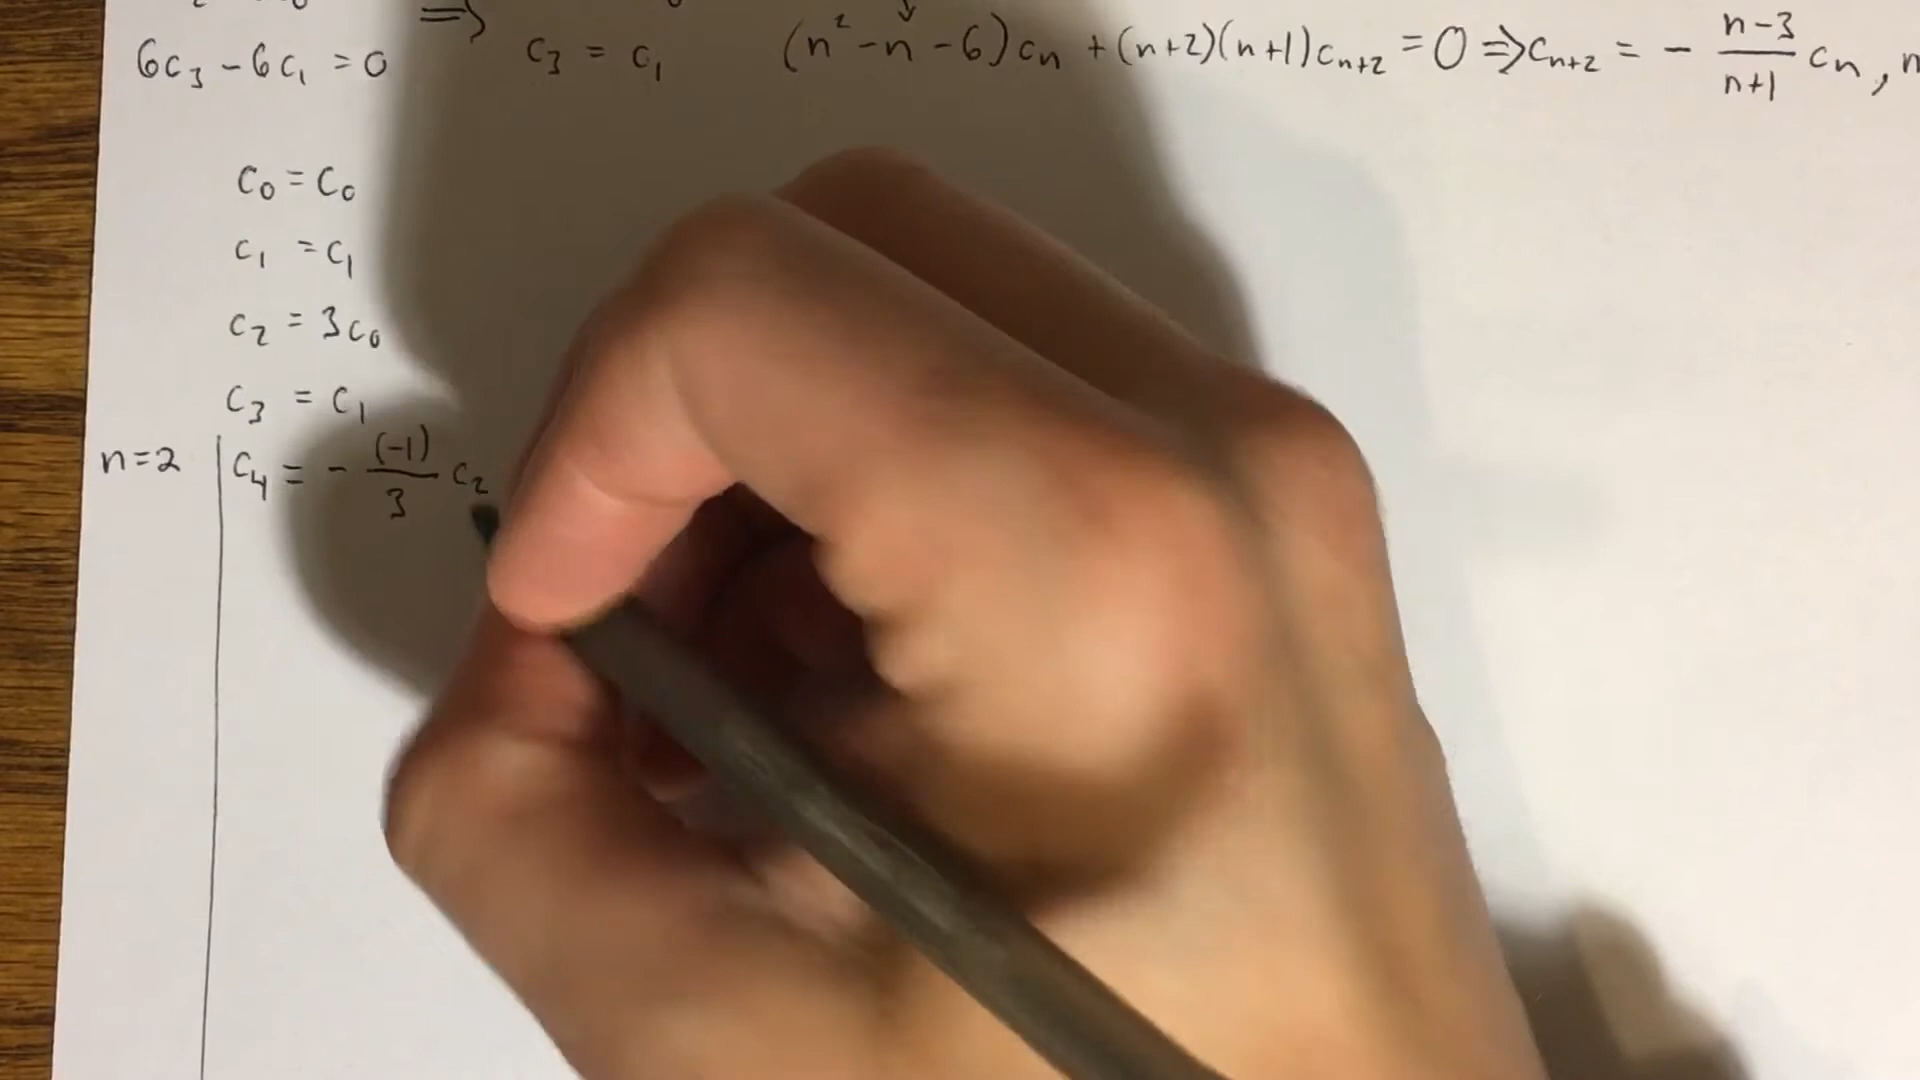 6c₃ - 6c₁ = 0 => c₃ = c₁ (n² - n - 6)cₙ + (n+2)(n+1)cₙ₊₂ = 0 => cₙ₊₂ = - (n-3)/(n+1) cₙ , n
c₀ = c₀
c₁ = c₁
c₂ = 3c₀
c₃ = c₁
n=2 c₄ = - (-1)/3 c₂